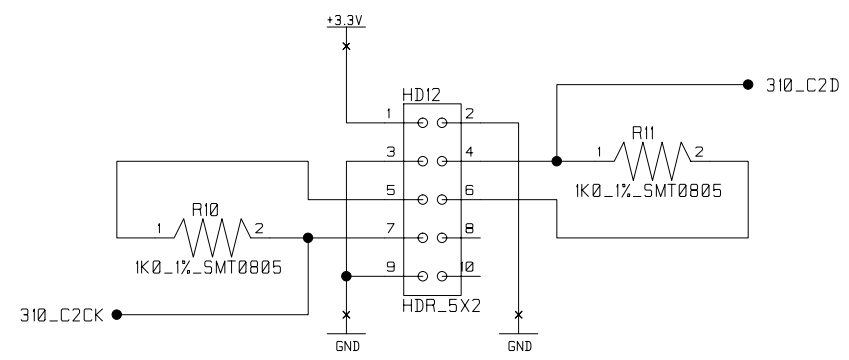 +3.3V
310_C2D
HD12
1 2
R11
3 4 1 2
5 6 1K0_1%_SMT0805
R10
1 2 7 8
1K0_1%_SMT0805 9 10
310_C2CK HDR_5X2
GND GND